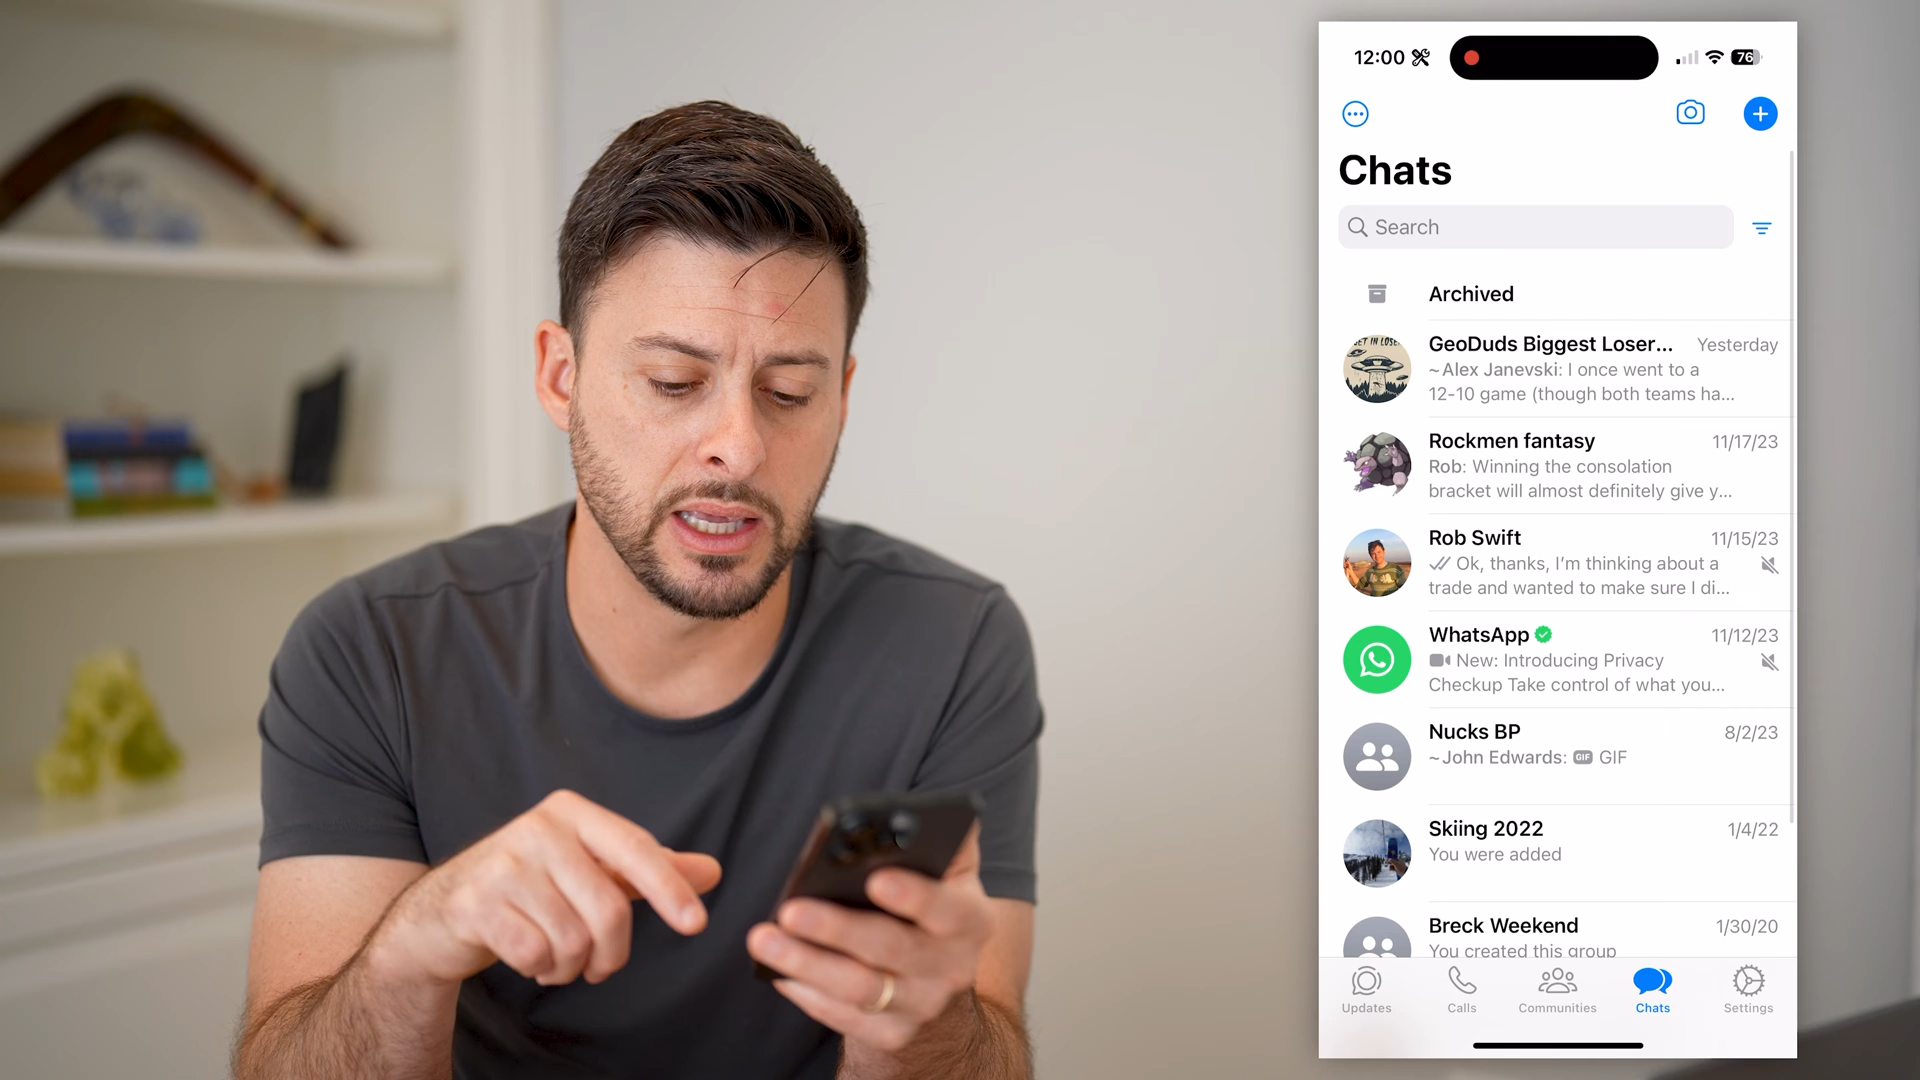 12:00
76
Chats
Search
Archived
GeoDuds Biggest Loser... Yesterday
~Alex Janevski: I once went to a
12-10 game (though both teams ha...
Rockmen fantasy 11/17/23
Rob: Winning the consolation
bracket will almost definitely give y...
Rob Swift 11/15/23
Ok, thanks, I'm thinking about a
trade and wanted to make sure I di...
WhatsApp 11/12/23
New: Introducing Privacy
Checkup Take control of what you...
Nucks BP 8/2/23
~John Edwards: GIF GIF
Skiing 2022 1/4/22
You were added
Breck Weekend 1/30/20
You created this group
Updates Calls Communities Chats Settings